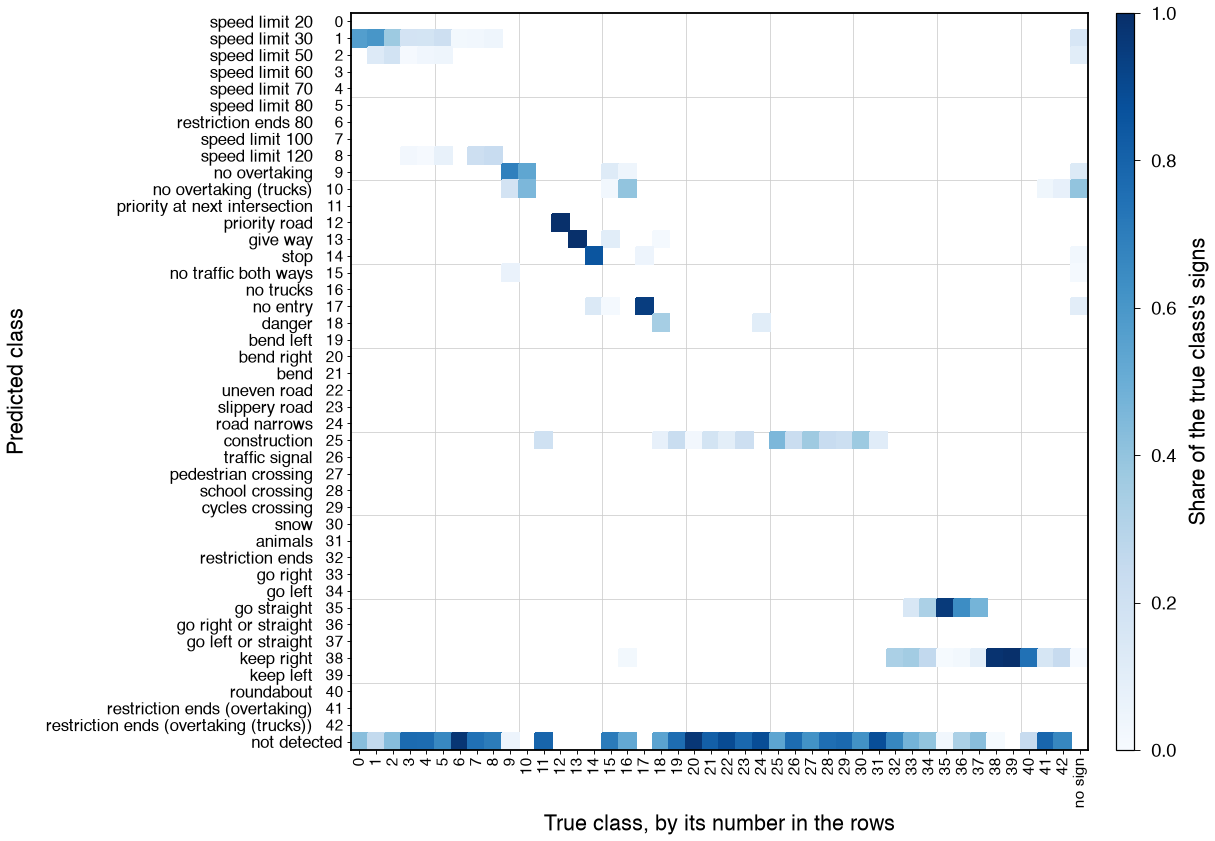 speed limit 20 0
speed limit 30 1
speed limit 50 2
speed limit 60 3
speed limit 70 4
speed limit 80 5
restriction ends 80 6
speed limit 100 7
speed limit 120 8
no overtaking 9
no overtaking (trucks) 10
priority at next intersection 11
priority road 12
give way 13
stop 14
no traffic both ways 15
no trucks 16
no entry 17
danger 18
bend left 19
bend right 20
bend 21
uneven road 22
slippery road 23
road narrows 24
construction 25
traffic signal 26
pedestrian crossing 27
school crossing 28
cycles crossing 29
snow 30
animals 31
restriction ends 32
go right 33
go left 34
go straight 35
go right or straight 36
go left or straight 37
keep right 38
keep left 39
roundabout 40
restriction ends (overtaking) 41
restriction ends (overtaking (trucks)) 42
not detected
Predicted class
0 1 2 3 4 5 6 7 8 9 10 11 12 13 14 15 16 17 18 19 20 21 22 23 24 25 26 27 28 29 30 31 32 33 34 35 36 37 38 39 40 41 42 no sign
True class, by its number in the rows
1.0
0.8
0.6
0.4
0.2
0.0
Share of the true class's signs